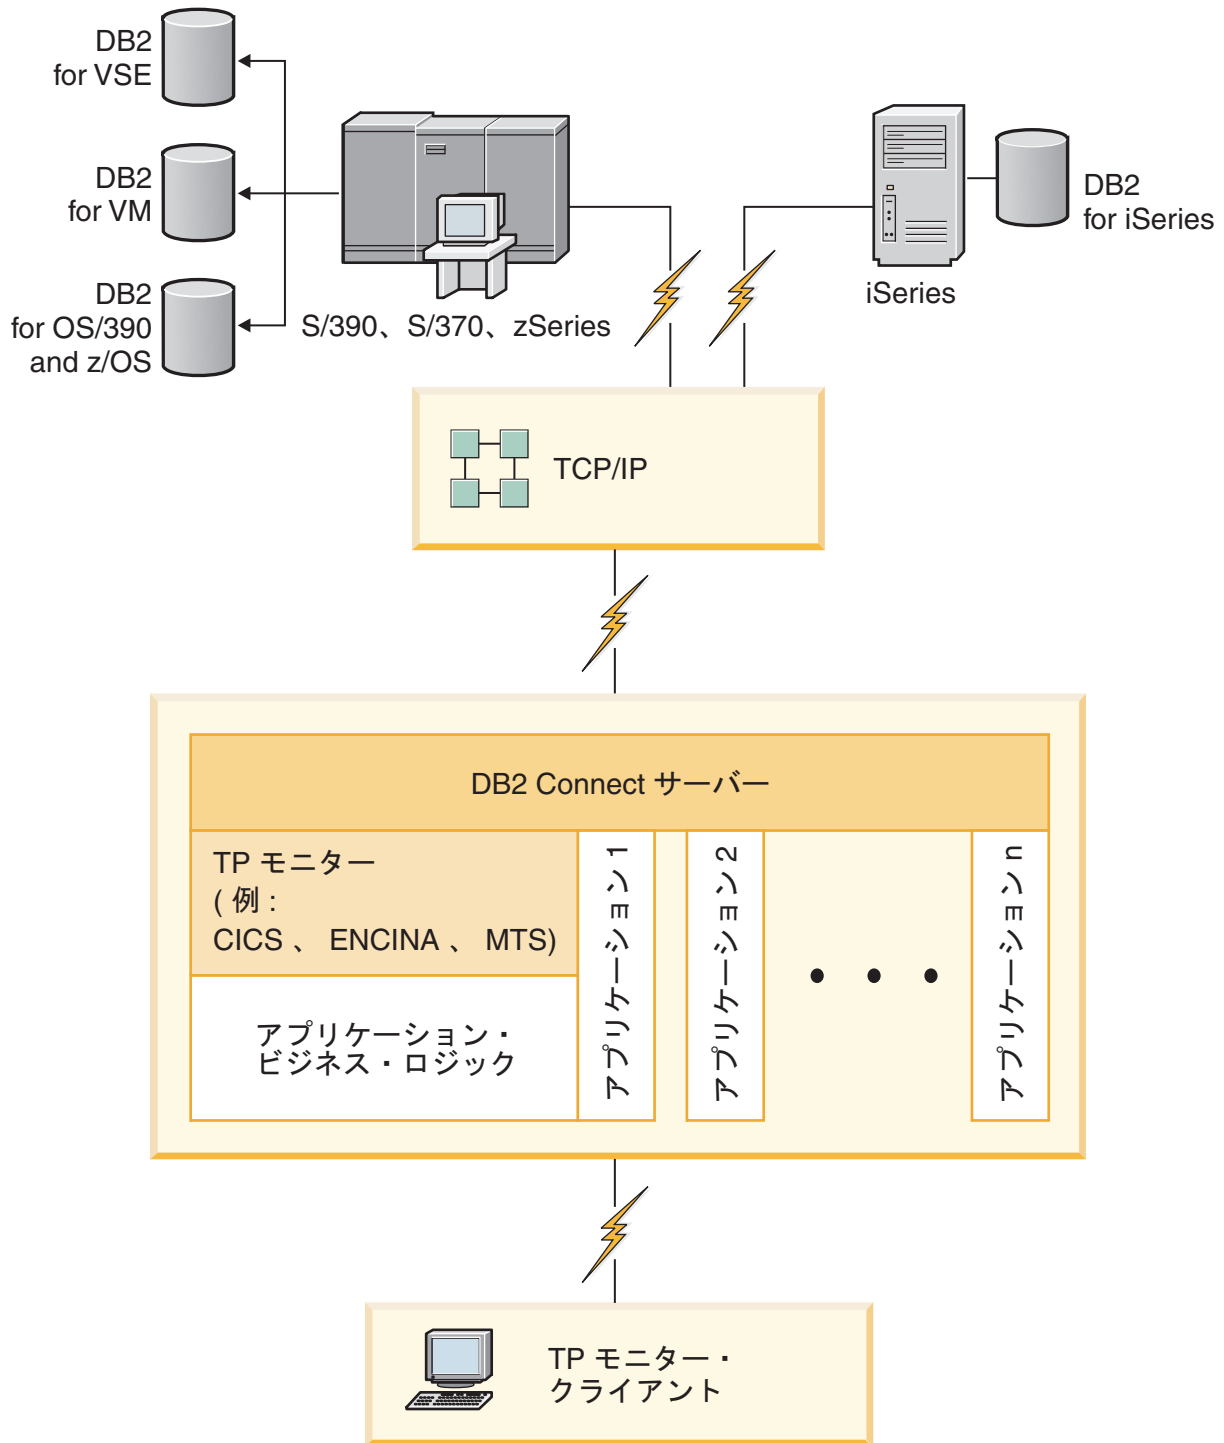 DB2
for VSE
DB2
for VM
DB2
for OS/390
and z/OS
S/390、S/370、zSeries
iSeries
DB2
for iSeries
TCP/IP
DB2 Connect サーバー
TP モニター
( 例 :
CICS 、 ENCINA 、 MTS)
アプリケーション・
ビジネス・ロジック
アプリケーション 1
アプリケーション 2
アプリケーション n
TP モニター・
クライアント